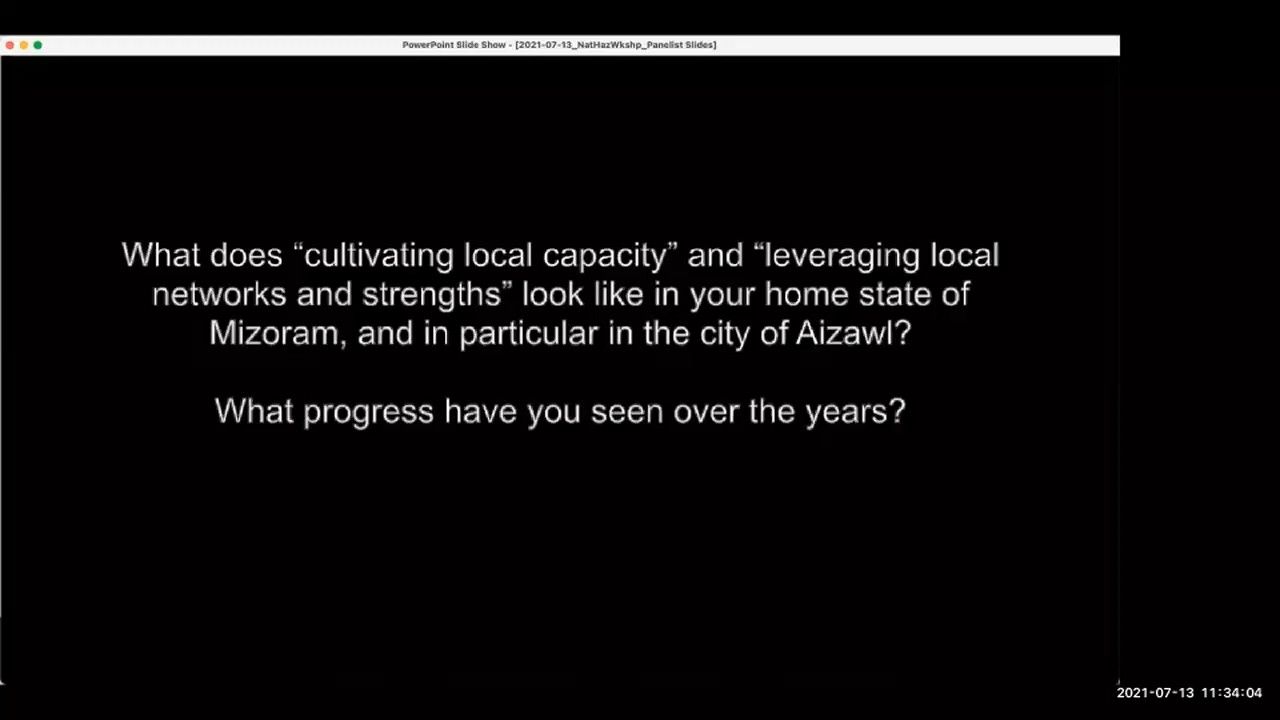 PowerPoint Slide Show - [2021-07-13_NatHazWkshp_Panelist Slides]
What does “cultivating local capacity” and “leveraging local
networks and strengths” look like in your home state of
Mizoram, and in particular in the city of Aizawl?
What progress have you seen over the years?
2021-07-13 11:34:04